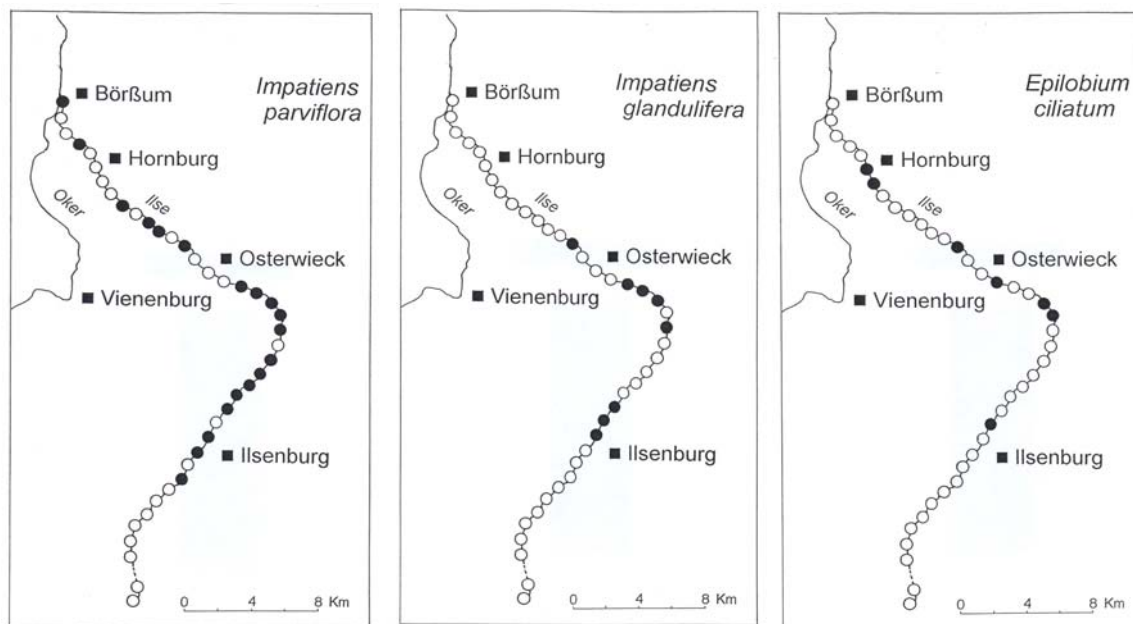 Börßum
Impatiens
parviflora
Hornburg
Ilse
Oker
Osterwieck
Vienenburg
Ilsenburg
0 4 8 Km
Börßum
Impatiens
glandulifera
Hornburg
Ilse
Oker
Osterwieck
Vienenburg
Ilsenburg
0 4 8 Km
Börßum
Epilobium
ciliatum
Hornburg
Ilse
Oker
Osterwieck
Vienenburg
Ilsenburg
0 4 8 Km